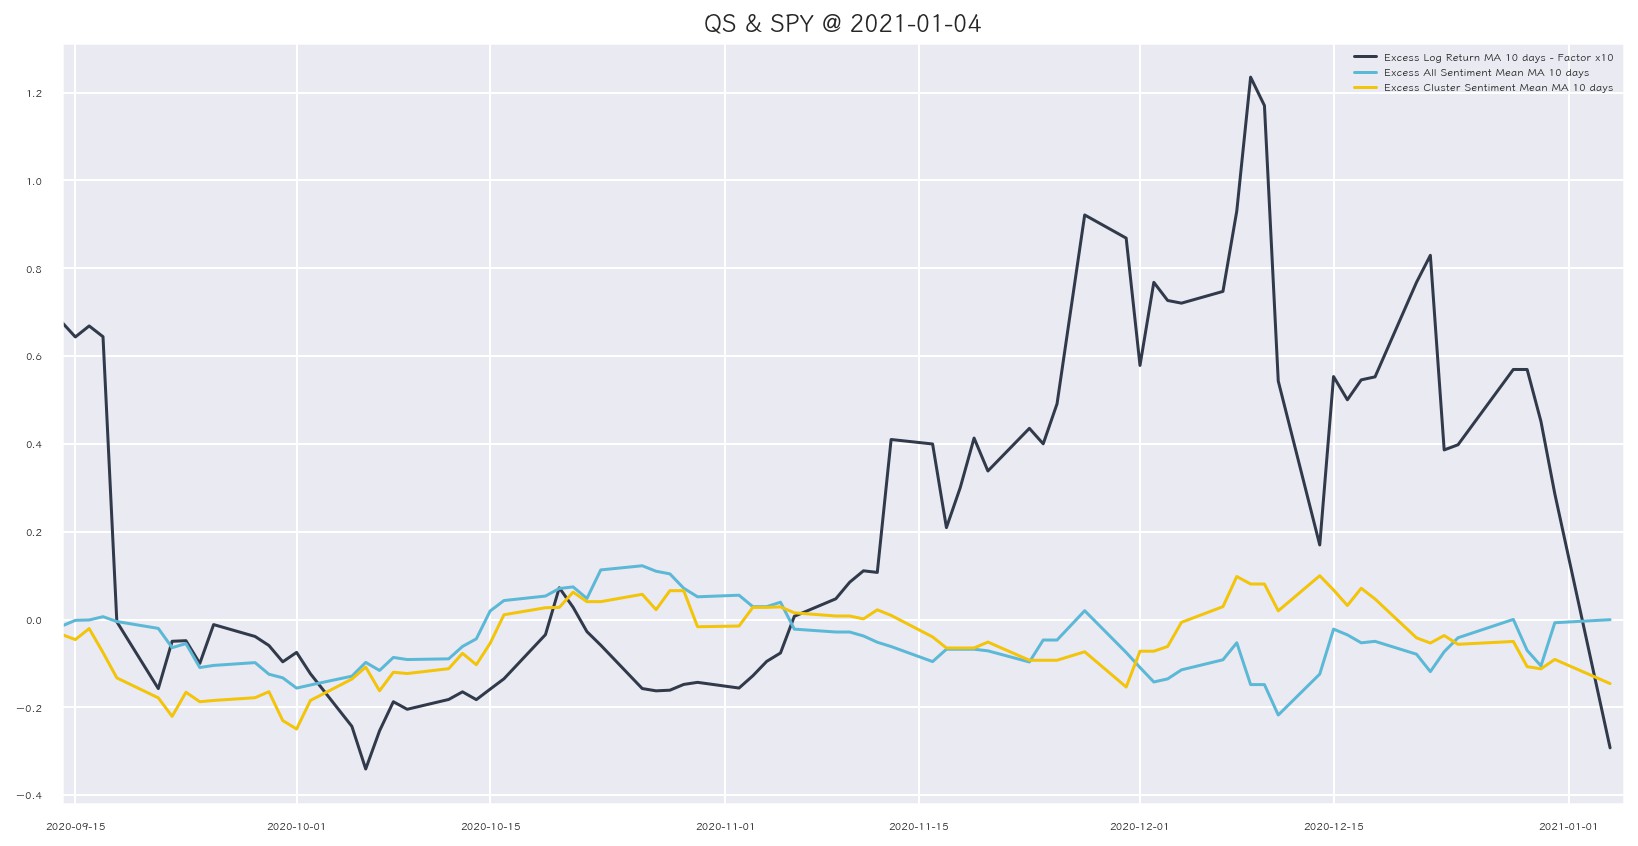 QS & SPY @ 2021-01-04
Excess Log Return MA 10 days - Factor x10
Excess All Sentiment Mean MA 10 days
Excess Cluster Sentiment Mean MA 10 days
1.2
1.0
0.8
0.6
0.4
0.2
0.0
−0.2
−0.4
2020-09-15 2020-10-01 2020-10-15 2020-11-01 2020-11-15 2020-12-01 2020-12-15 2021-01-01